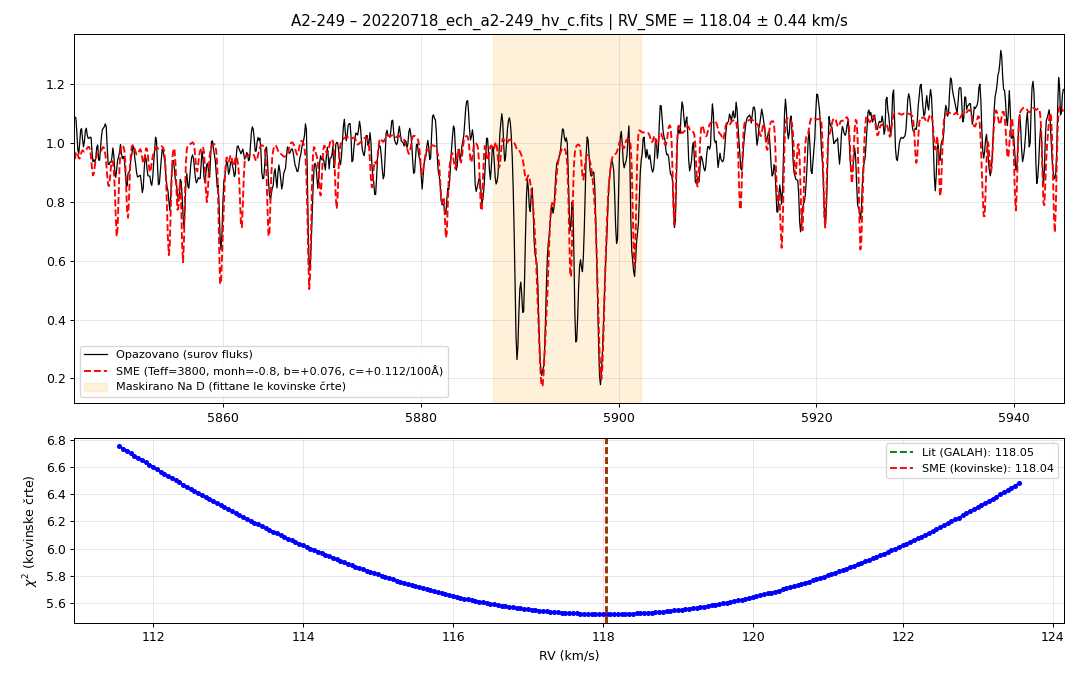 A2-249 – 20220718_ech_a2-249_hv_c.fits | RV_SME = 118.04 ± 0.44 km/s
1.2
1.0
0.8
0.6
0.4
0.2
Opazovano (surov fluks)
SME (Teff=3800, monh=-0.8, b=+0.076, c=+0.112/100Å)
Maskirano Na D (fittane le kovinske črte)
5860 5880 5900 5920 5940
6.8
6.6
6.4
6.2
6.0
5.8
5.6
χ² (kovinske črte)
Lit (GALAH): 118.05
SME (kovinske): 118.04
112 114 116 118 120 122 124
RV (km/s)